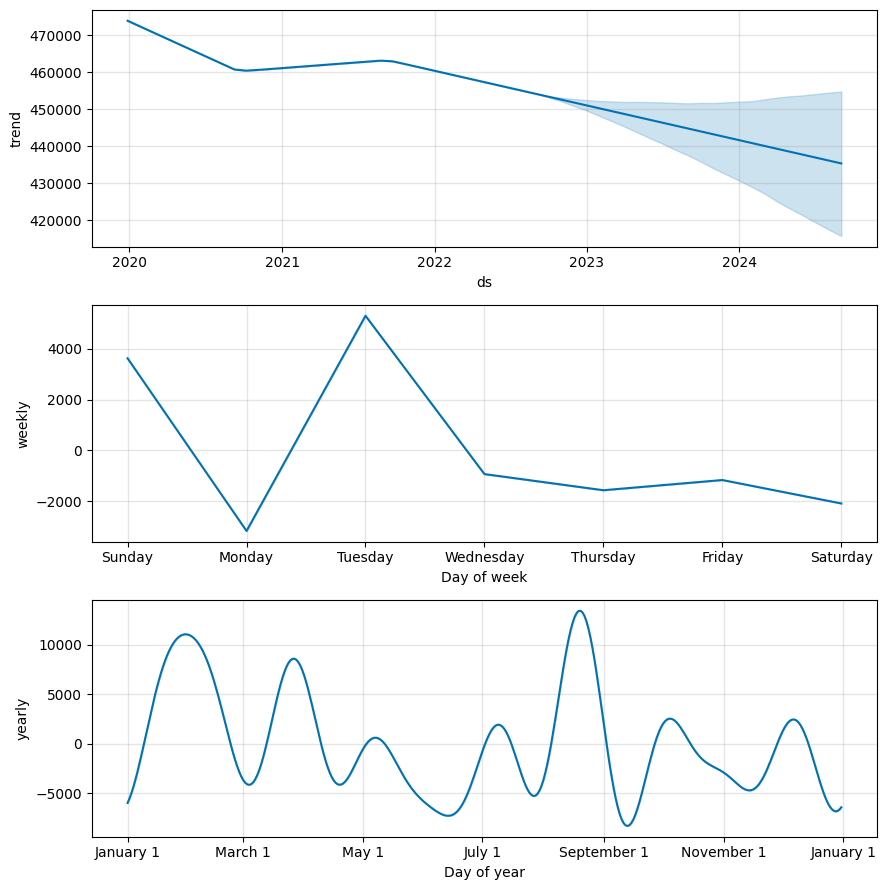 470000
460000
450000
440000
430000
420000
trend
2020 2021 2022 2023 2024
ds
4000
2000
0
−2000
weekly
Sunday Monday Tuesday Wednesday Thursday Friday Saturday
Day of week
10000
5000
0
−5000
yearly
January 1 March 1 May 1 July 1 September 1 November 1 January 1
Day of year